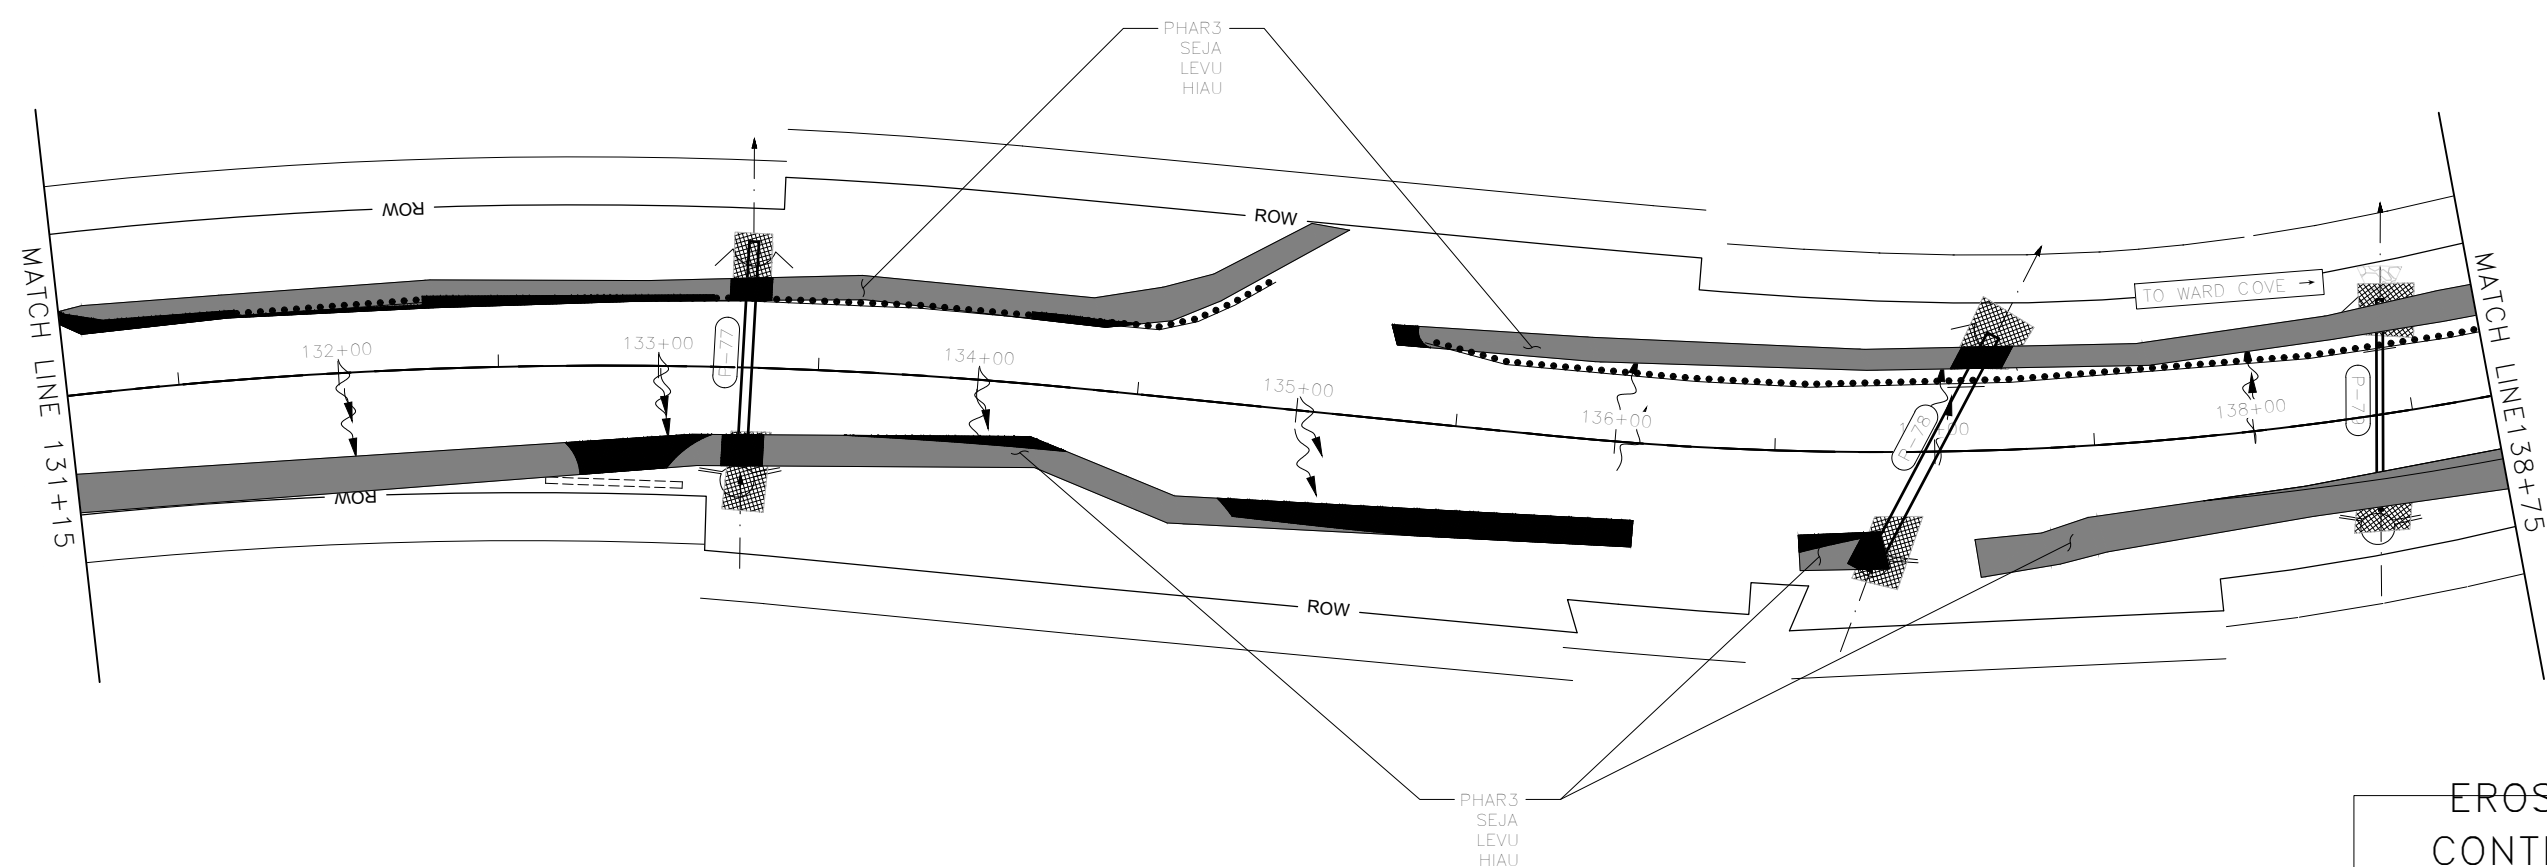 PHAR3
SEJA
LEVU
HIAU
ROW
ROW
TO WARD COVE
MATCH LINE 131+15
MATCH LINE138+75
132+00
133+00
134+00
135+00
136+00
138+00
P-77
P-78
ROW
ROW
PHAR3
SEJA
LEVU
HIAU
EROS
CONT